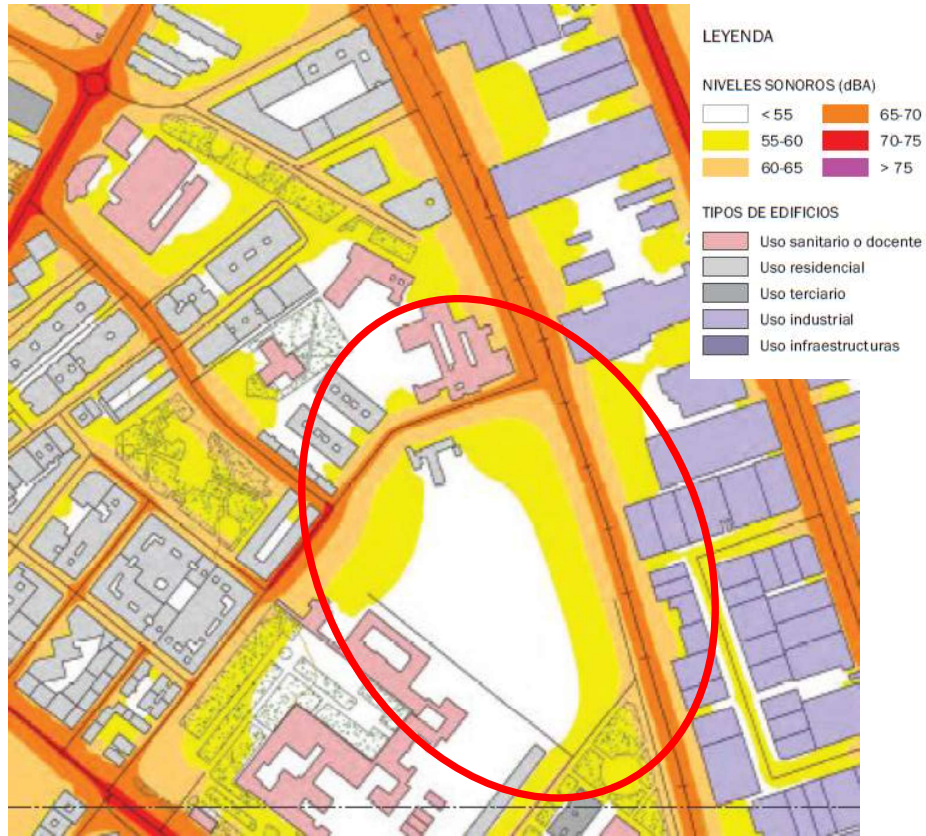 LEYENDA
NIVELES SONOROS (dBA)
< 55
65-70
55-60
70-75
60-65
> 75
TIPOS DE EDIFICIOS
Uso sanitario o docente
Uso residencial
Uso terciario
Uso industrial
Uso infraestructuras